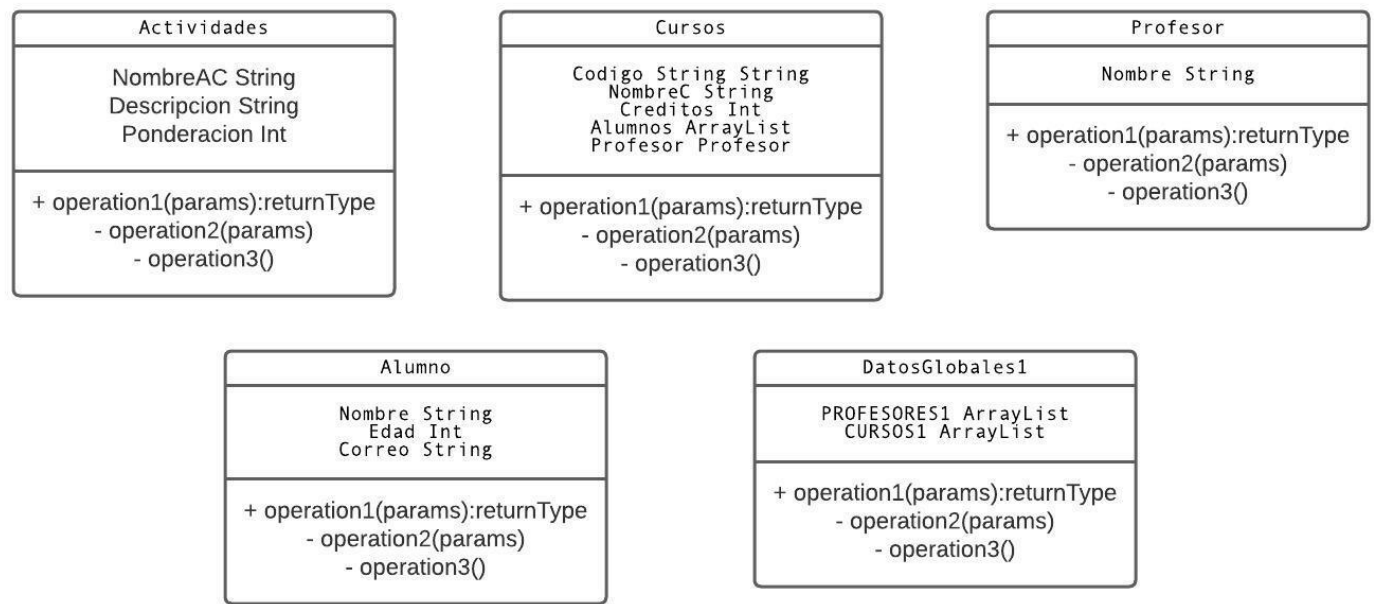 Actividades
NombreAC String
Descripcion String
Ponderacion Int
+ operation1(params):returnType
- operation2(params)
- operation3()
Cursos
Codigo String String
NombreC String
Creditos Int
Alumnos ArrayList
Profesor Profesor
+ operation1(params):returnType
- operation2(params)
- operation3()
Profesor
Nombre String
+ operation1(params):returnType
- operation2(params)
- operation3()
Alumno
Nombre String
Edad Int
Correo String
+ operation1(params):returnType
- operation2(params)
- operation3()
DatosGlobales1
PROFESORES1 ArrayList
CURSOS1 ArrayList
+ operation1(params):returnType
- operation2(params)
- operation3()